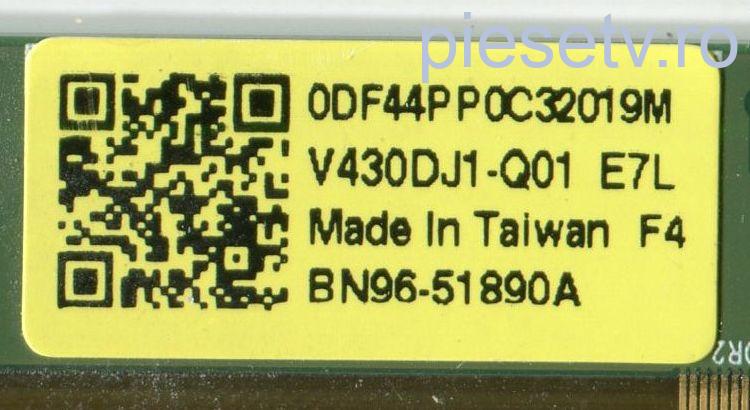 piesetv.ro
0DF44PP0C32019M
V430DJ1-Q01 E7L
Made In Taiwan F4
BN96-51890A